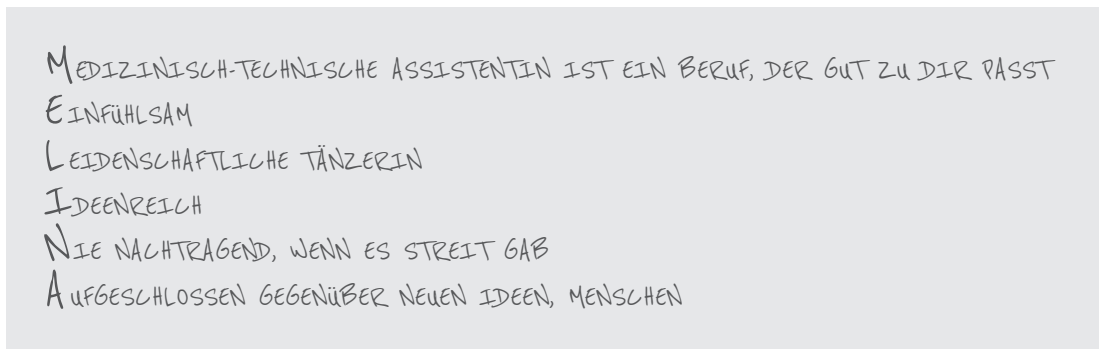 MEDIZINISCH-TECHNISCHE ASSISTENTIN IST EIN BERUF, DER GUT ZU DIR PASST
EINFÜHLSAM
LEIDENSCHAFTLICHE TÄNZERIN
IDEENREICH
NIE NACHTRAGEND, WENN ES STREIT GAB
AUFGESCHLOSSEN GEGENÜBER NEUEN IDEEN, MENSCHEN